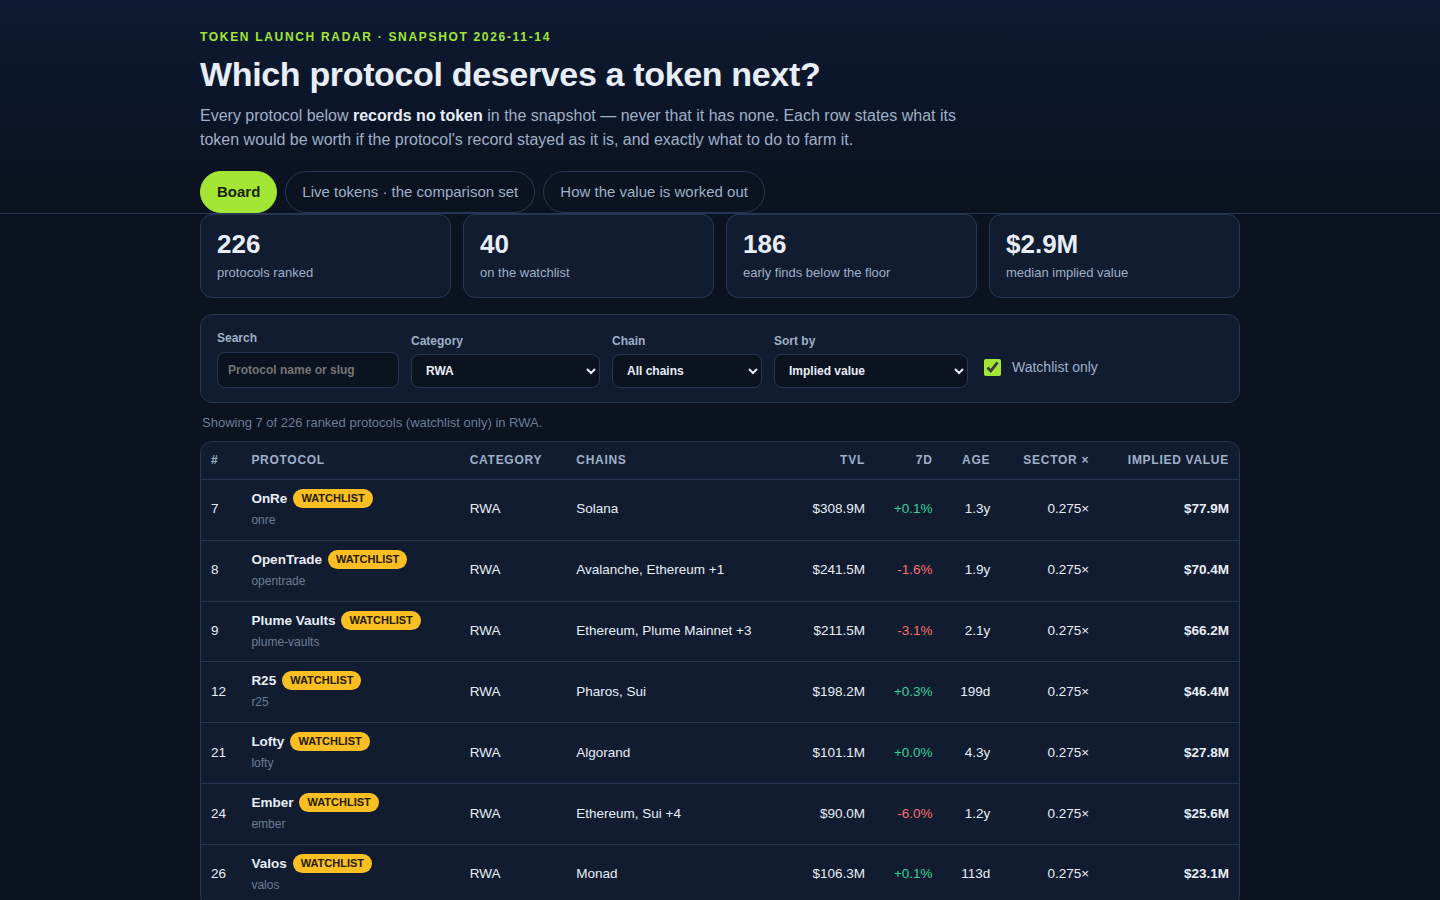 TOKEN LAUNCH RADAR · SNAPSHOT 2026-11-14
Which protocol deserves a token next?
Every protocol below records no token in the snapshot — never that it has none. Each row states what its
token would be worth if the protocol's record stayed as it is, and exactly what to do to farm it.
Board Live tokens · the comparison set How the value is worked out
226 40 186 $2.9M
protocols ranked on the watchlist early finds below the floor median implied value
Search Category Chain Sort by
Protocol name or slug RWA All chains Implied value Watchlist only
Showing 7 of 226 ranked protocols (watchlist only) in RWA.
# PROTOCOL CATEGORY CHAINS TVL 7D AGE SECTOR × IMPLIED VALUE
OnRe WATCHLIST
7 RWA Solana $308.9M +0.1% 1.3y 0.275× $77.9M
onre
OpenTrade WATCHLIST
8 RWA Avalanche, Ethereum +1 $241.5M -1.6% 1.9y 0.275× $70.4M
opentrade
Plume Vaults WATCHLIST
9 RWA Ethereum, Plume Mainnet +3 $211.5M -3.1% 2.1y 0.275× $66.2M
plume-vaults
R25 WATCHLIST
12 RWA Pharos, Sui $198.2M +0.3% 199d 0.275× $46.4M
r25
Lofty WATCHLIST
21 RWA Algorand $101.1M +0.0% 4.3y 0.275× $27.8M
lofty
Ember WATCHLIST
24 RWA Ethereum, Sui +4 $90.0M -6.0% 1.2y 0.275× $25.6M
ember
Valos WATCHLIST
26 RWA Monad $106.3M +0.1% 113d 0.275× $23.1M
valos